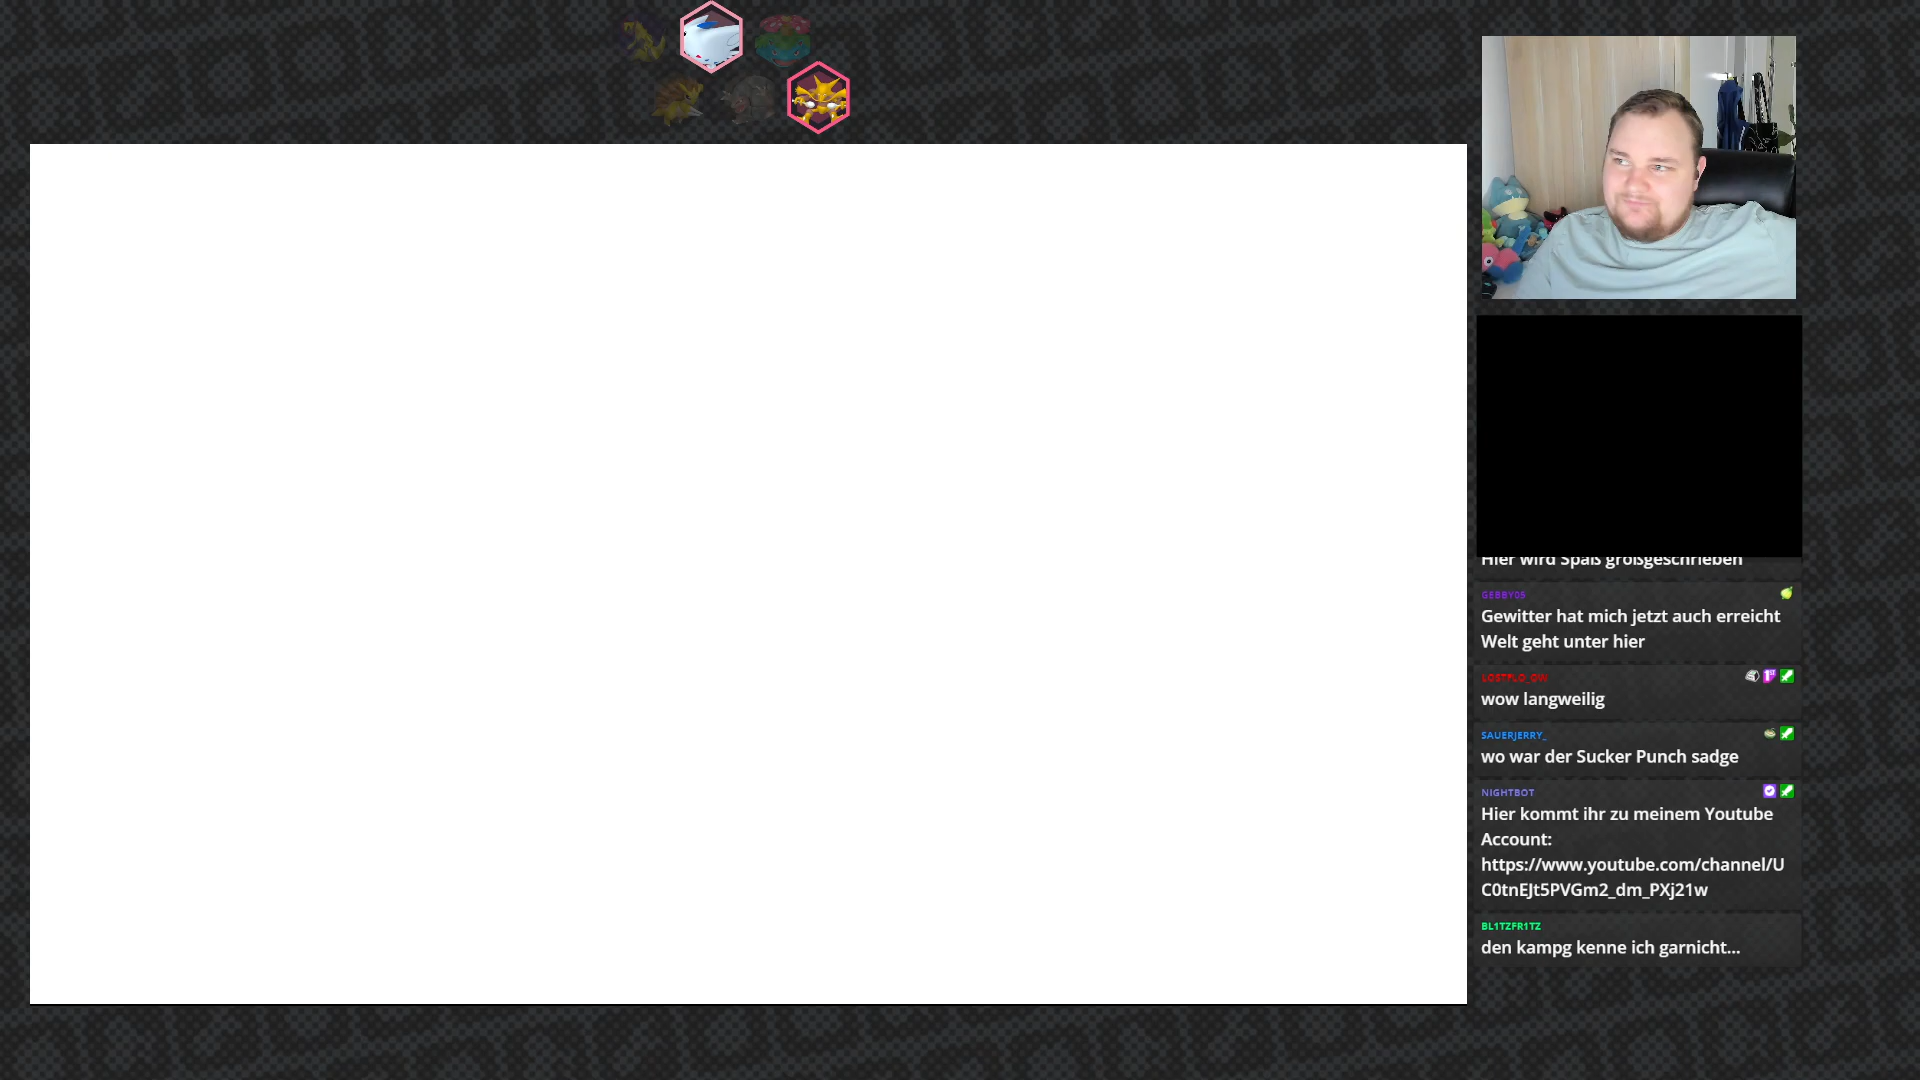 Hier wird Spaß großgeschrieben
GEBBY09
Gewitter hat mich jetzt auch erreicht
Welt geht unter hier
LOSTFLO_OW
wow langweilig
SAUERJERRY_
wo war der Sucker Punch sadge
NIGHTBOT
Hier kommt ihr zu meinem Youtube
Account:
https://www.youtube.com/channel/U
C0tnEJt5PVGm2_dm_PXj21w
BL1TZFR1TZ
den kampg kenne ich garnicht...